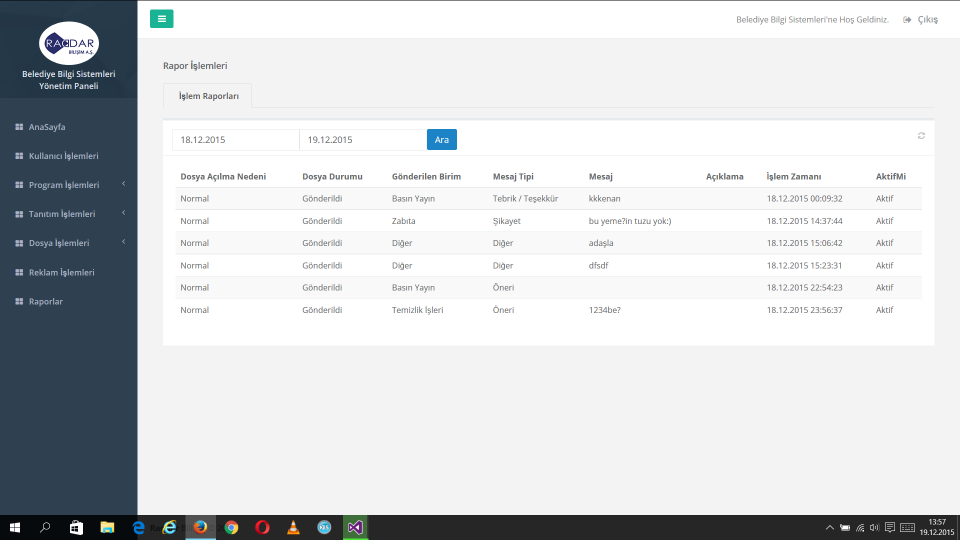 RACDAR
BİLİŞİM A.Ş.
Belediye Bilgi Sistemleri
Yönetim Paneli
AnaSayfa
Kullanıcı İşlemleri
Program İşlemleri
Tanıtım İşlemleri
Dosya İşlemleri
Reklam İşlemleri
Raporlar
Belediye Bilgi Sistemleri'ne Hoş Geldiniz. Çıkış
Rapor İşlemleri
İşlem Raporları
18.12.2015 19.12.2015 Ara
Dosya Açılma Nedeni Dosya Durumu Gönderilen Birim Mesaj Tipi Mesaj Açıklama İşlem Zamanı AktifMi
Normal Gönderildi Basın Yayın Tebrik / Teşekkür kkkenan 18.12.2015 00:09:32 Aktif
Normal Gönderildi Zabıta Şikayet bu yeme?in tuzu yok:) 18.12.2015 14:37:44 Aktif
Normal Gönderildi Diğer Diğer adaşla 18.12.2015 15:06:42 Aktif
Normal Gönderildi Diğer Diğer dfsdf 18.12.2015 15:23:31 Aktif
Normal Gönderildi Basın Yayın Öneri 18.12.2015 22:54:23 Aktif
Normal Gönderildi Temizlik İşleri Öneri 1234be? 18.12.2015 23:56:37 Aktif
13:57
19.12.2015